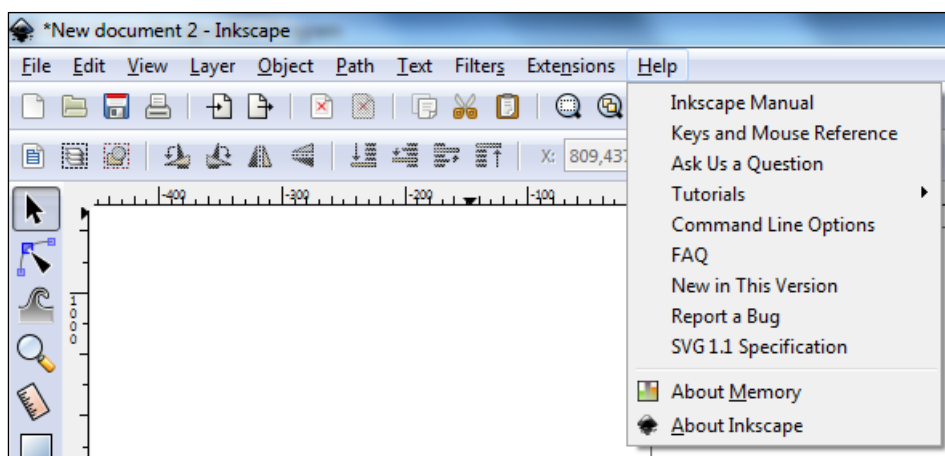 *New document 2 - Inkscape
File Edit View Layer Object Path Text Filters Extensions Help
X: 809,437
-400 -300 -200 -100
1000
Inkscape Manual
Keys and Mouse Reference
Ask Us a Question
Tutorials
Command Line Options
FAQ
New in This Version
Report a Bug
SVG 1.1 Specification
About Memory
About Inkscape